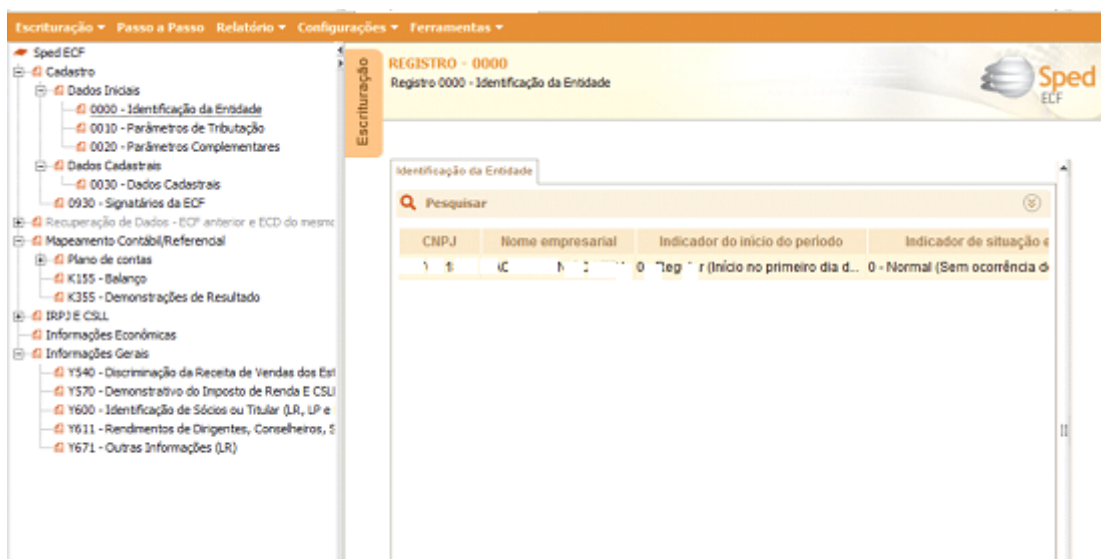 Escrituração Passo a Passo Relatório Configurações Ferramentas
Sped ECF
Cadastro
Dados Iniciais
0000 - Identificação da Entidade
0010 - Parâmetros de Tributação
0020 - Parâmetros Complementares
Dados Cadastrais
0030 - Dados Cadastrais
0930 - Signatários da ECF
Recuperação de Dados - ECF anterior e ECD do mesmo
Mapeamento Contábil/Referencial
Plano de contas
K155 - Balanço
K355 - Demonstrações de Resultado
IRPJ E CSLL
Informações Econômicas
Informações Gerais
Y540 - Discriminação da Receita de Vendas dos Est
Y570 - Demonstrativo do Imposto de Renda E CSLL
Y600 - Identificação de Sócios ou Titular (LR, LP e
Y611 - Rendimentos de Dirigentes, Conselheiros, S
Y671 - Outras Informações (LR)
Escrituração
REGISTRO - 0000
Registro 0000 - Identificação da Entidade
Sped
ECF
Identificação da Entidade
Pesquisar
CNPJ Nome empresarial Indicador do início do período Indicador de situação e
0 (Início no primeiro dia d... 0 - Normal (Sem ocorrência d